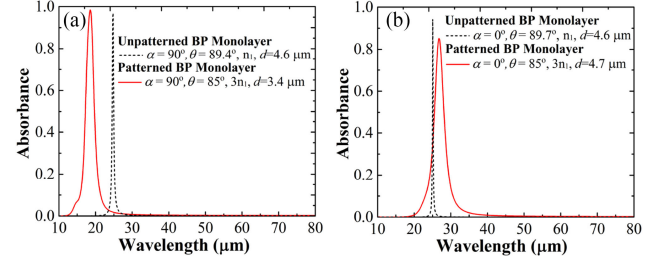 (a)
Unpatterned BP Monolayer
α = 90°, θ = 89.4°, n₁, d=4.6 μm
Patterned BP Monolayer
α = 90°, θ = 85°, 3n₁, d=3.4 μm
Absorbance
1.0
0.8
0.6
0.4
0.2
0.0
10 20 30 40 50 60 70 80
Wavelength (μm)
(b)
Unpatterned BP Monolayer
α = 0°, θ = 89.7°, n₁, d=4.6 μm
Patterned BP Monolayer
α = 0°, θ = 85°, 3n₁, d=4.7 μm
Absorbance
1.0
0.8
0.6
0.4
0.2
0.0
10 20 30 40 50 60 70 80
Wavelength (μm)